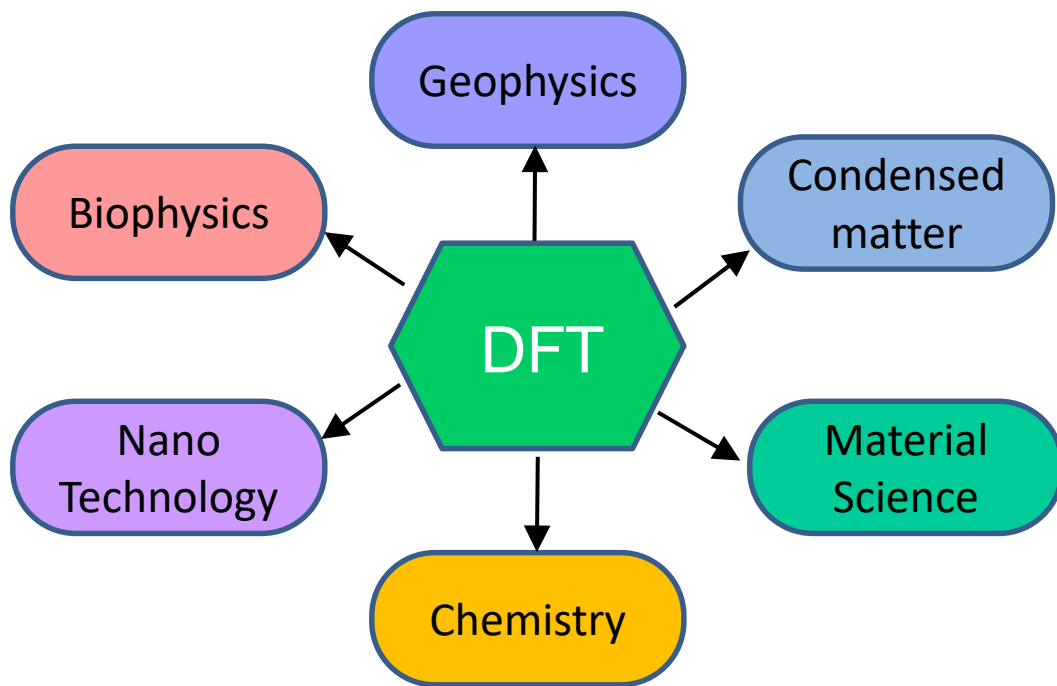 Geophysics
Biophysics
Condensed
matter
DFT
Nano
Technology
Material
Science
Chemistry